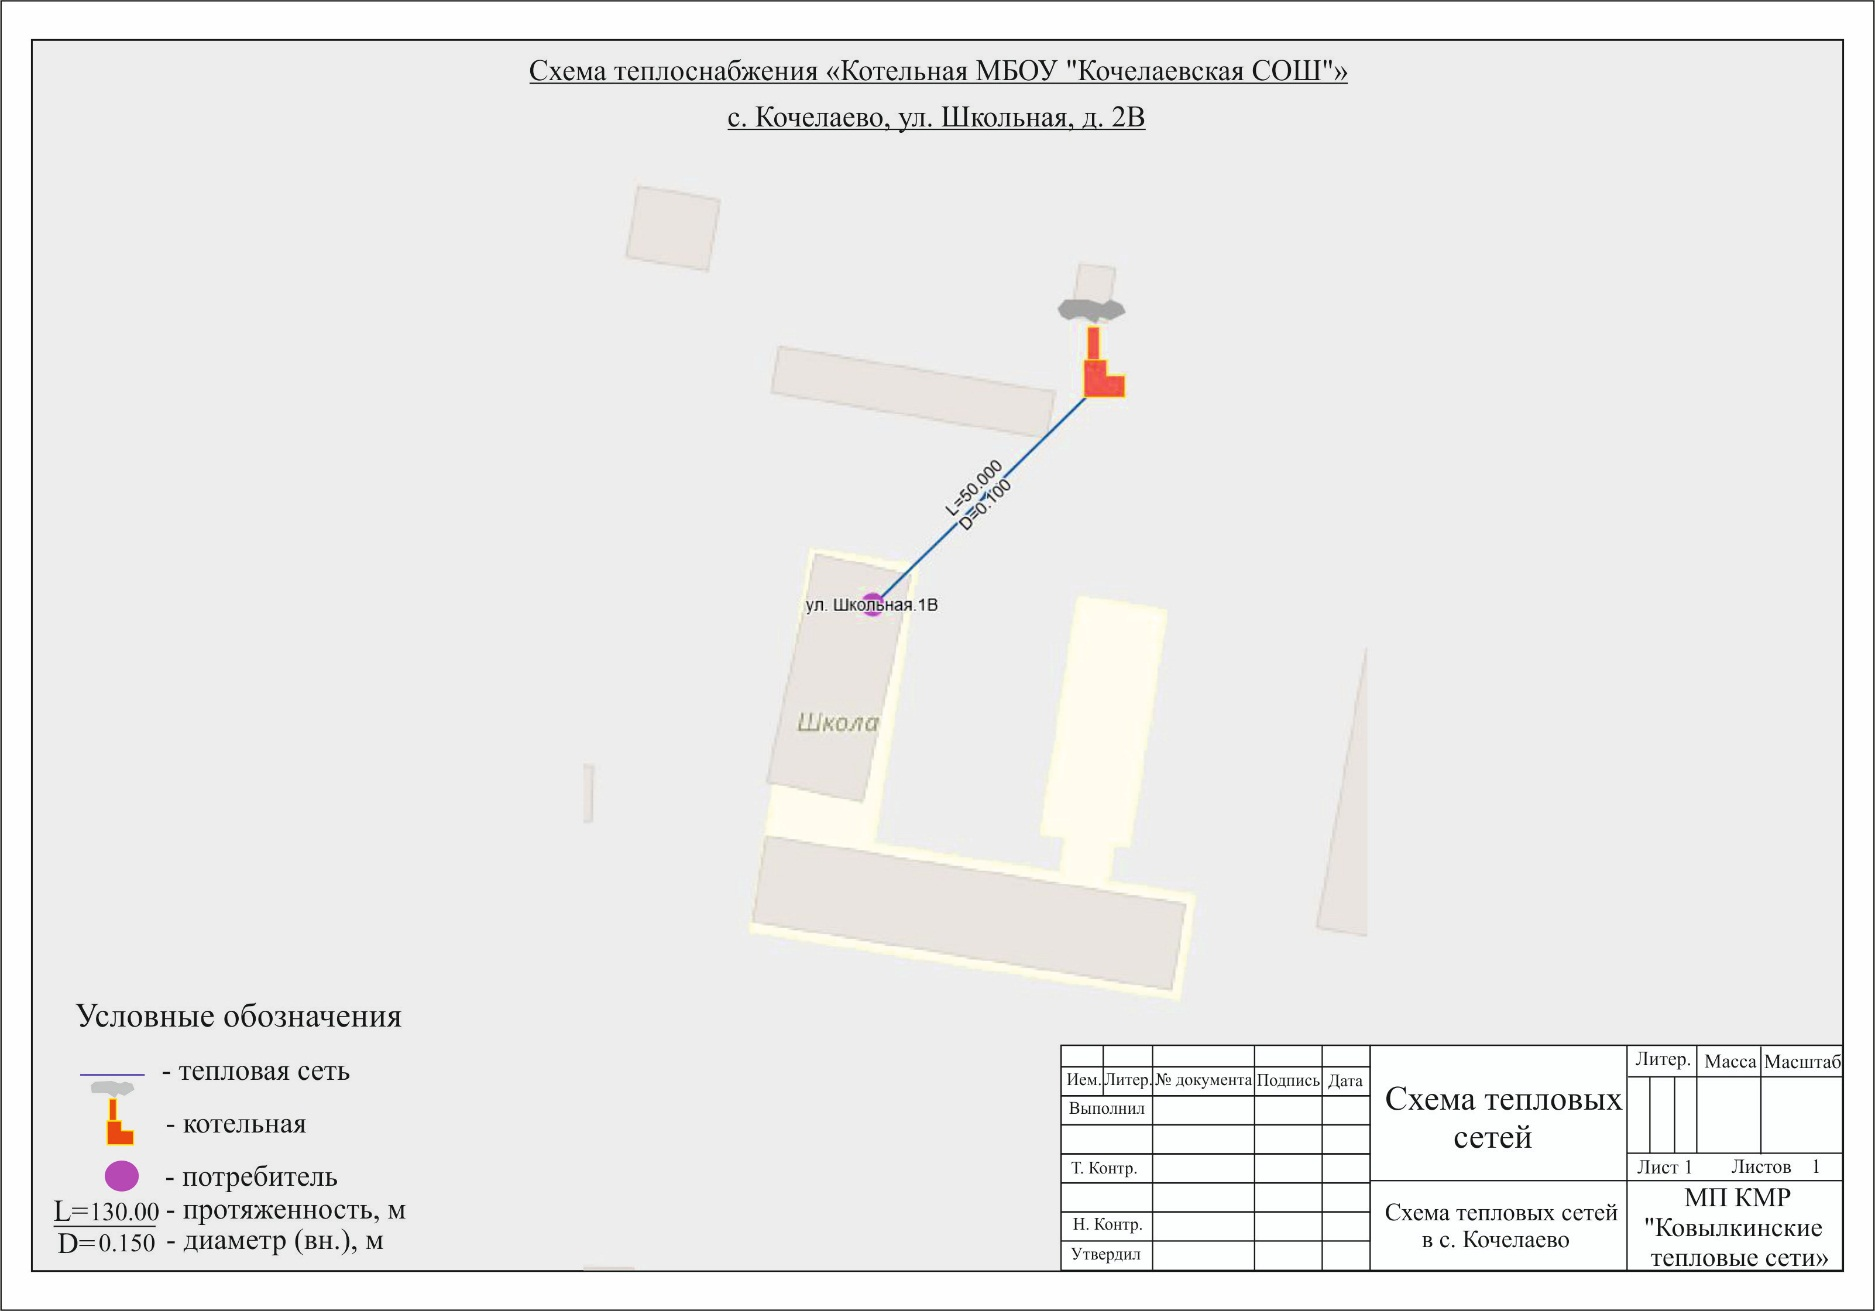 Схема теплоснабжения «Котельная МБОУ "Кочелаевская СОШ"»
с. Кочелаево, ул. Школьная, д. 2В
L=50.000
D=0.100
ул. Школьная.1В
Школа
Условные обозначения
- тепловая сеть
- котельная
- потребитель
L=130.00 - протяженность, м
D=0.150 - диаметр (вн.), м
Ием. Литер. № документа Подпись Дата
Выполнил
Т. Контр.
Н. Контр.
Утвердил
Схема тепловых
сетей
Схема тепловых сетей
в с. Кочелаево
Литер. Масса Масштаб
Лист 1 Листов 1
МП КМР
"Ковылкинские
тепловые сети»